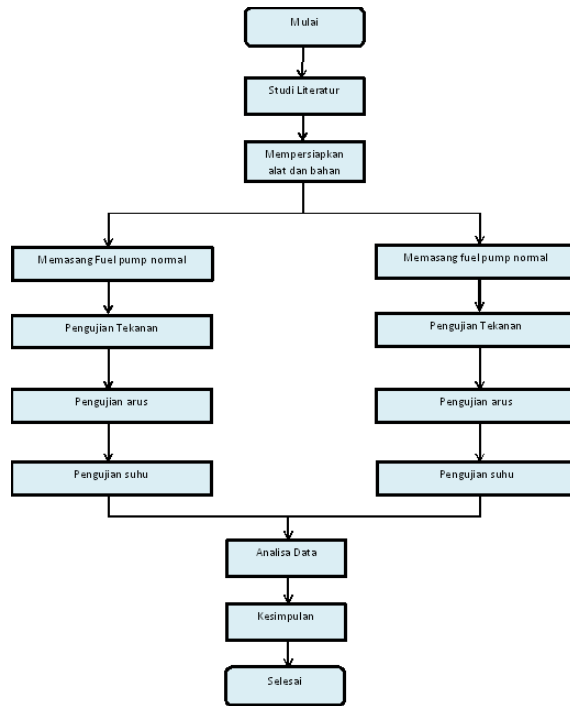 Mulai
Studi Literatur
Mempersiapkan
alat dan bahan
Memasang Fuel pump normal
Pengujian Tekanan
Pengujian arus
Pengujian suhu
Memasang fuel pump normal
Pengujian Tekanan
Pengujian arus
Pengujian suhu
Analisa Data
Kesimpulan
Selesai